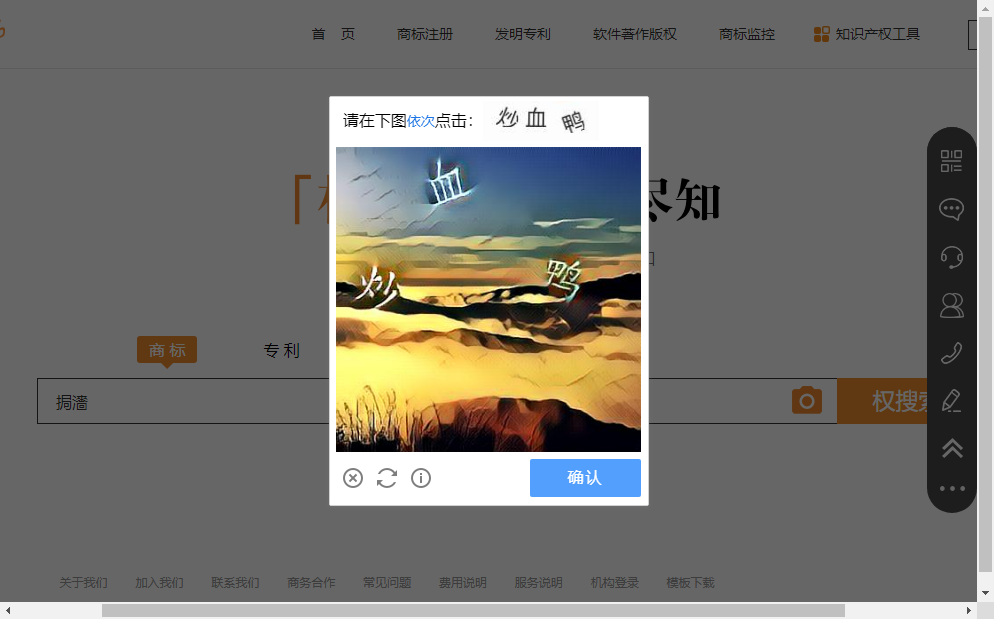 首 页 商标注册 发明专利 软件著作版权 商标监控 知识产权工具
请在下图依次点击： 炒 血 鸭
血
尽知
炒 鸭
商标 专利
掆濸
权搜索
确认
关于我们 加入我们 联系我们 商务合作 常见问题 费用说明 服务说明 机构登录 模板下载